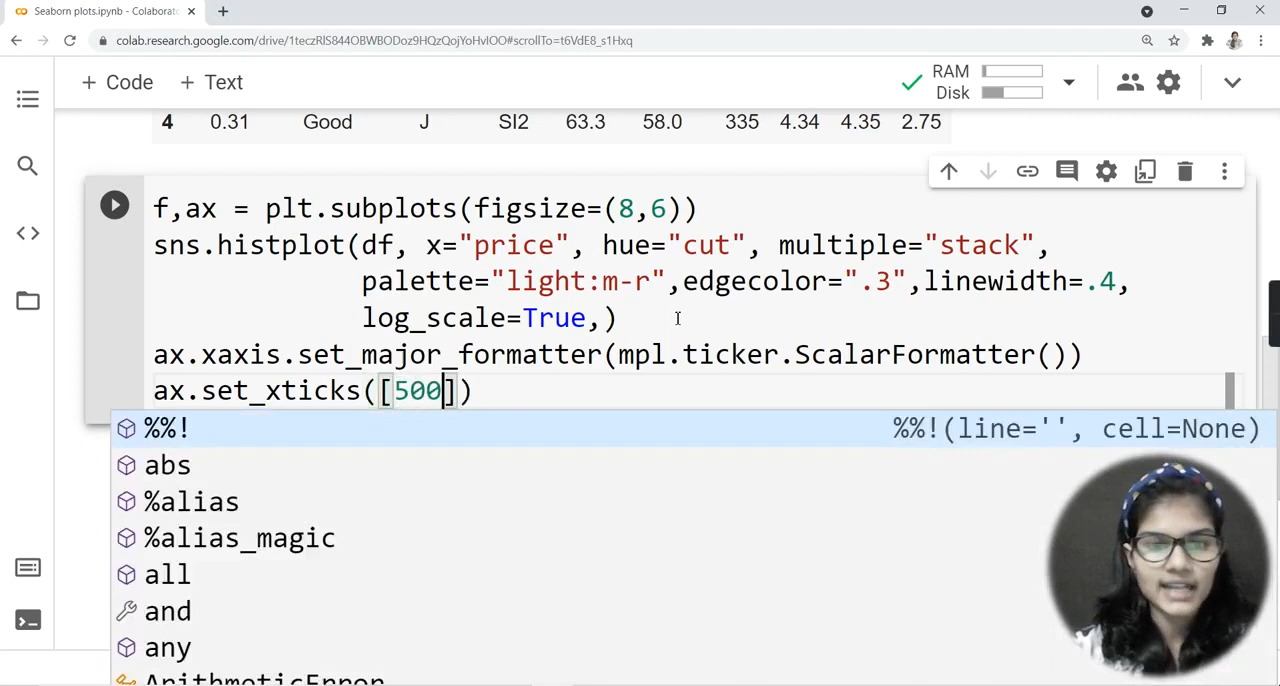 Seaborn plots.ipynb - Colaborato
colab.research.google.com/drive/1teczRlS844OBWBODoz9HQzQojYoHvIOO#scrollTo=t6VdE8_s1Hxq
+ Code + Text
RAM
Disk
4 0.31 Good J SI2 63.3 58.0 335 4.34 4.35 2.75
f,ax = plt.subplots(figsize=(8,6))
sns.histplot(df, x="price", hue="cut", multiple="stack",
palette="light:m-r",edgecolor=".3",linewidth=.4,
log_scale=True,)
ax.xaxis.set_major_formatter(mpl.ticker.ScalarFormatter())
ax.set_xticks([500])
%%! %%!(line='', cell=None)
abs
%alias
%alias_magic
all
and
any
ArithmeticError